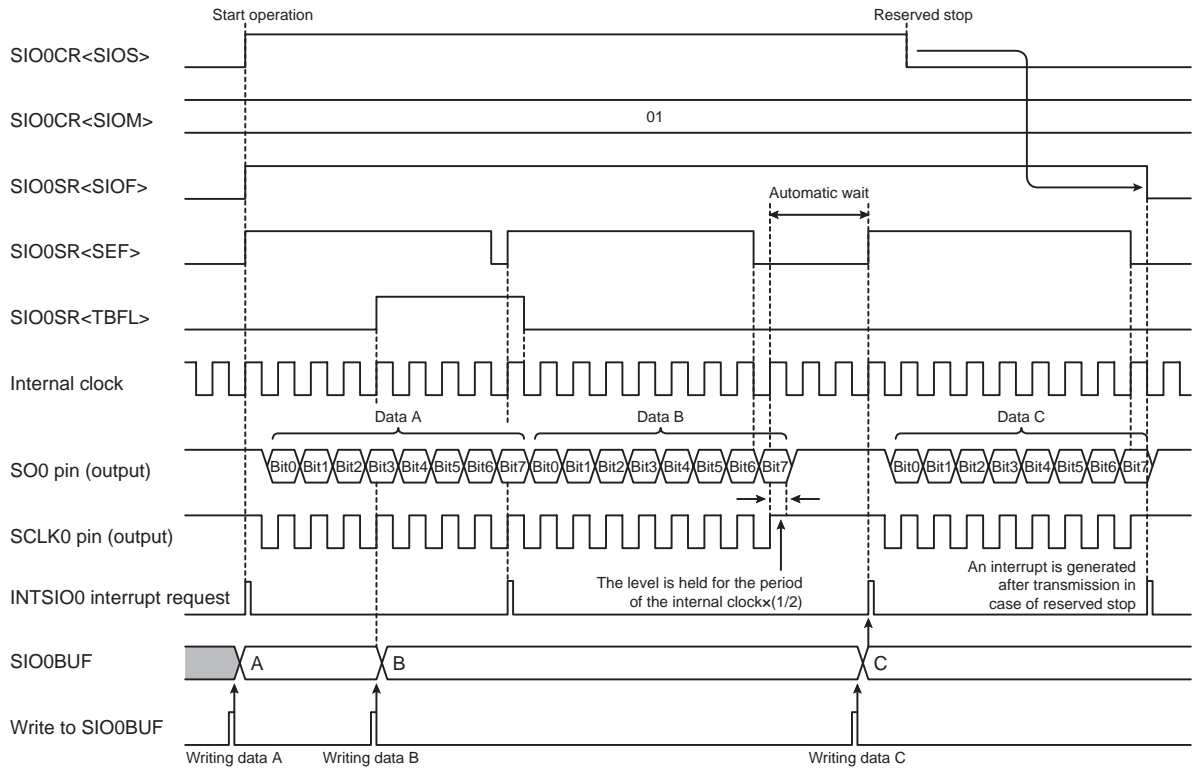 Start operation
Reserved stop
SIO0CR<SIOS>
SIO0CR<SIOM>
01
SIO0SR<SIOF>
Automatic wait
SIO0SR<SEF>
SIO0SR<TBFL>
Internal clock
Data A
Data B
Data C
SO0 pin (output)
Bit0 Bit1 Bit2 Bit3 Bit4 Bit5 Bit6 Bit7 Bit0 Bit1 Bit2 Bit3 Bit4 Bit5 Bit6 Bit7 Bit0 Bit1 Bit2 Bit3 Bit4 Bit5 Bit6 Bit7
SCLK0 pin (output)
The level is held for the period
of the internal clock×(1/2)
An interrupt is generated
after transmission in
case of reserved stop
INTSIO0 interrupt request
SIO0BUF
A
B
C
Write to SIO0BUF
Writing data A
Writing data B
Writing data C